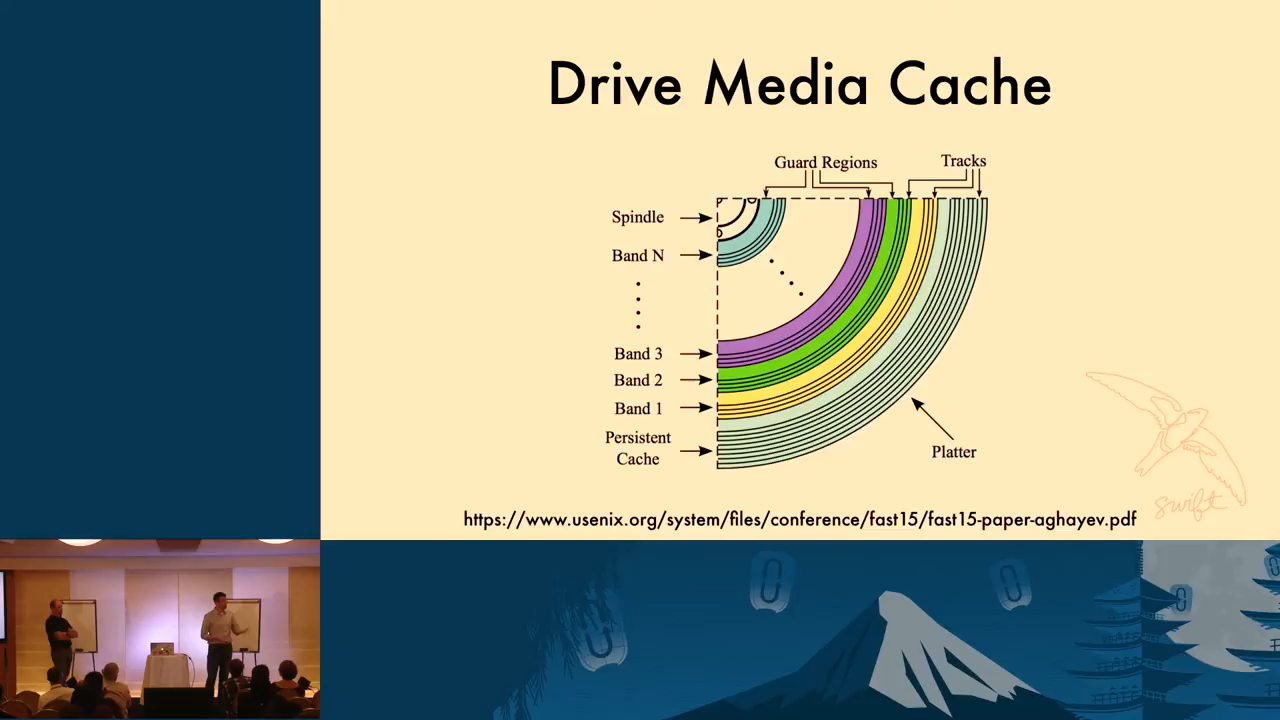 Drive Media Cache
Guard Regions
Tracks
Spindle
Band N
Band 3
Band 2
Band 1
Persistent
Cache
Platter
swift
https://www.usenix.org/system/files/conference/fast15/fast15-paper-aghayev.pdf